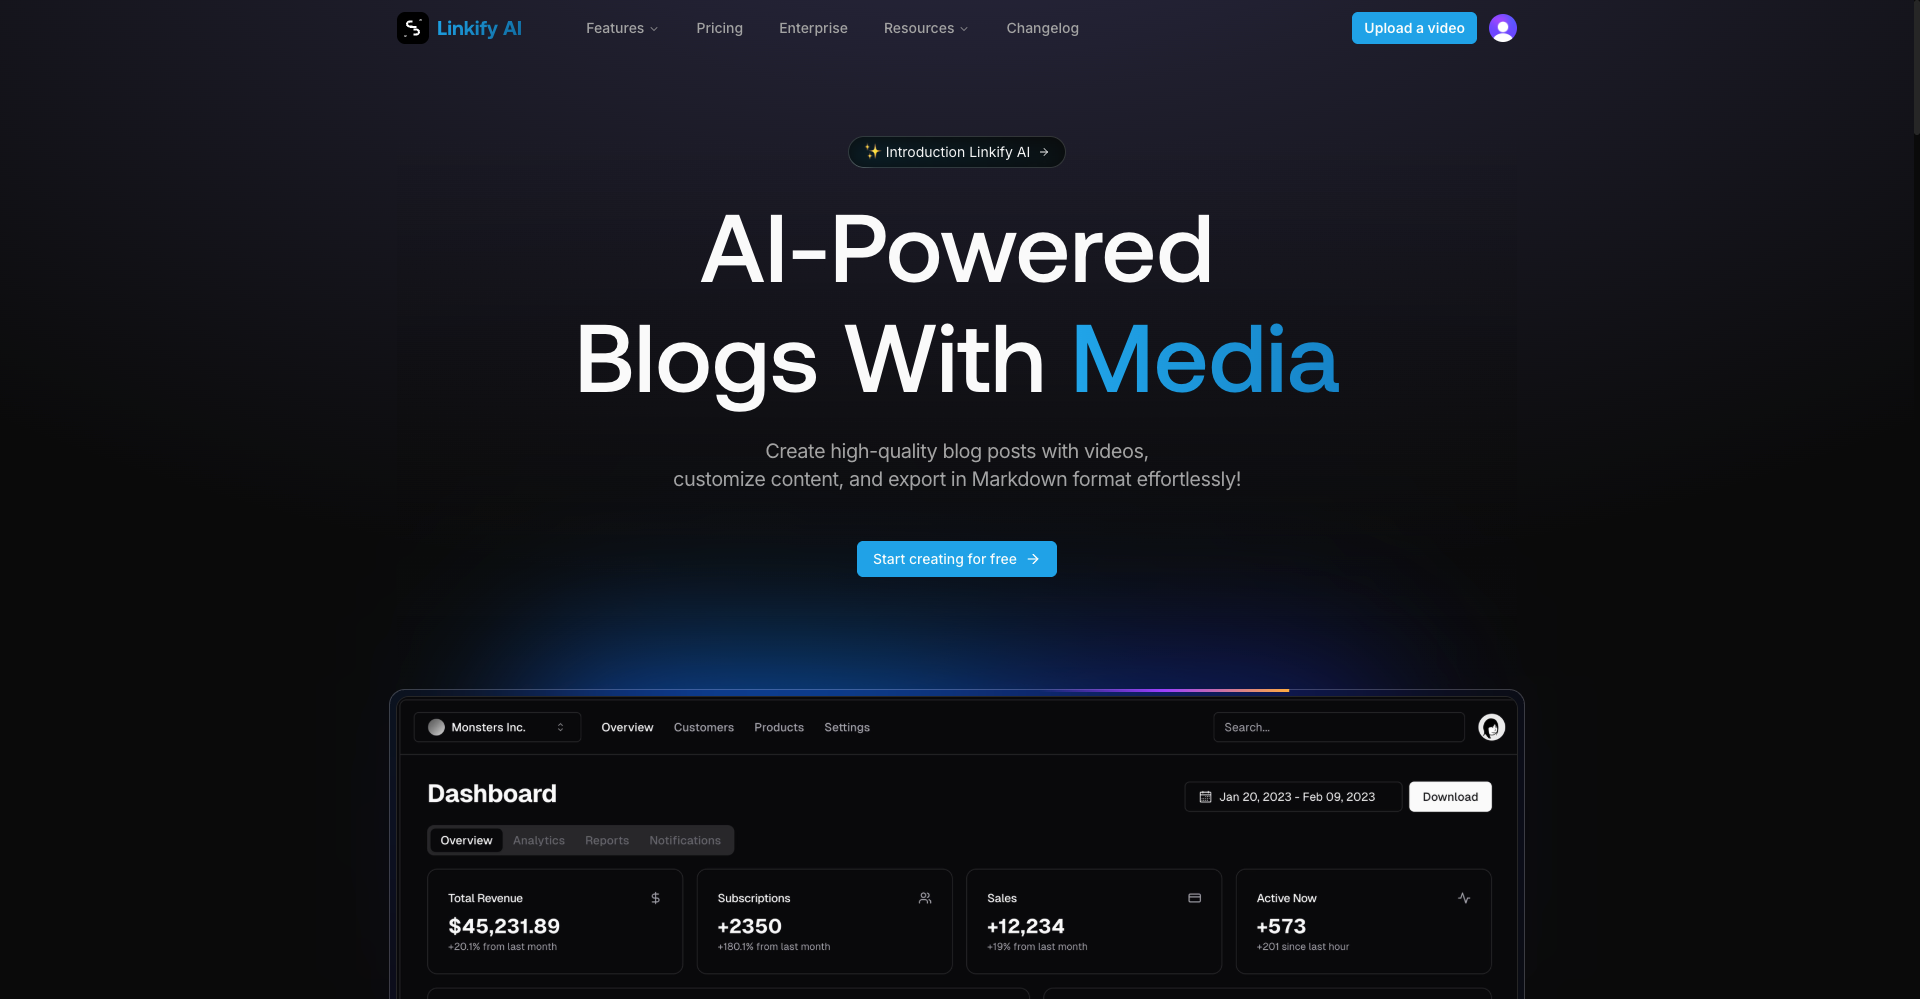 Linkify AI
Features
Pricing
Enterprise
Resources
Changelog
Upload a video
✨ Introduction Linkify AI →
AI-Powered
Blogs With Media
Create high-quality blog posts with videos,
customize content, and export in Markdown format effortlessly!
Start creating for free →
Monsters Inc.
Overview
Customers
Products
Settings
Search...
Dashboard
Jan 20, 2023 - Feb 09, 2023
Download
Overview
Analytics
Reports
Notifications
Total Revenue
$45,231.89
+20.1% from last month
Subscriptions
+2350
+180.1% from last month
Sales
+12,234
+19% from last month
Active Now
+573
+201 since last hour